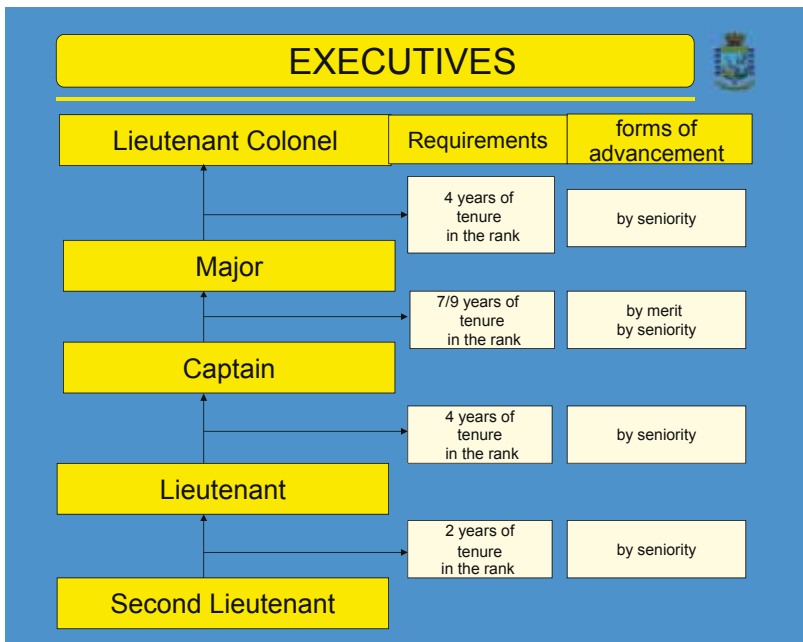 EXECUTIVES
Lieutenant Colonel
Requirements
forms of
advancement
4 years of
tenure
in the rank
by seniority
Major
7/9 years of
tenure
in the rank
by merit
by seniority
Captain
4 years of
tenure
in the rank
by seniority
Lieutenant
2 years of
tenure
in the rank
by seniority
Second Lieutenant